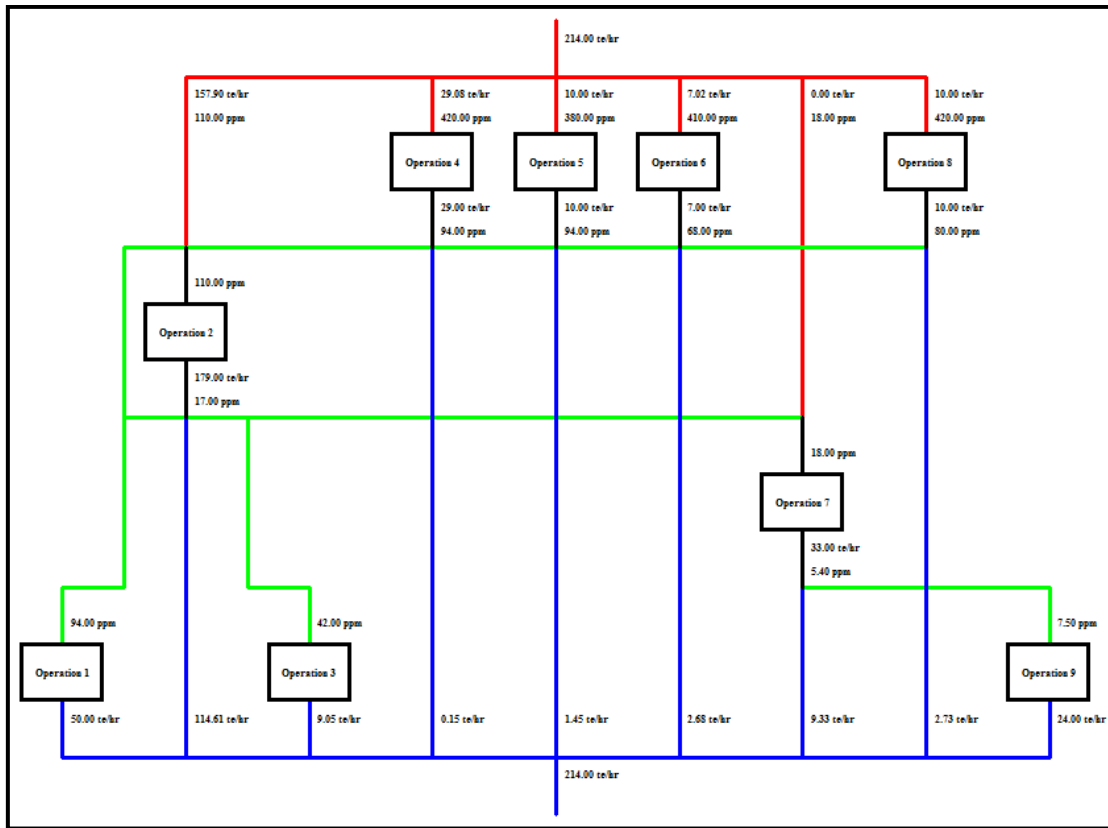 214.00 te/hr
157.90 te/hr
110.00 ppm
29.08 te/hr
420.00 ppm
10.00 te/hr
380.00 ppm
7.02 te/hr
410.00 ppm
0.00 te/hr
18.00 ppm
10.00 te/hr
420.00 ppm
Operation 4
Operation 5
Operation 6
Operation 8
29.00 te/hr
94.00 ppm
10.00 te/hr
94.00 ppm
7.00 te/hr
68.00 ppm
10.00 te/hr
80.00 ppm
110.00 ppm
Operation 2
179.00 te/hr
17.00 ppm
18.00 ppm
Operation 7
33.00 te/hr
5.40 ppm
94.00 ppm
42.00 ppm
7.50 ppm
Operation 1
Operation 3
Operation 9
50.00 te/hr
114.61 te/hr
9.05 te/hr
0.15 te/hr
1.45 te/hr
2.68 te/hr
9.33 te/hr
2.73 te/hr
24.00 te/hr
214.00 te/hr